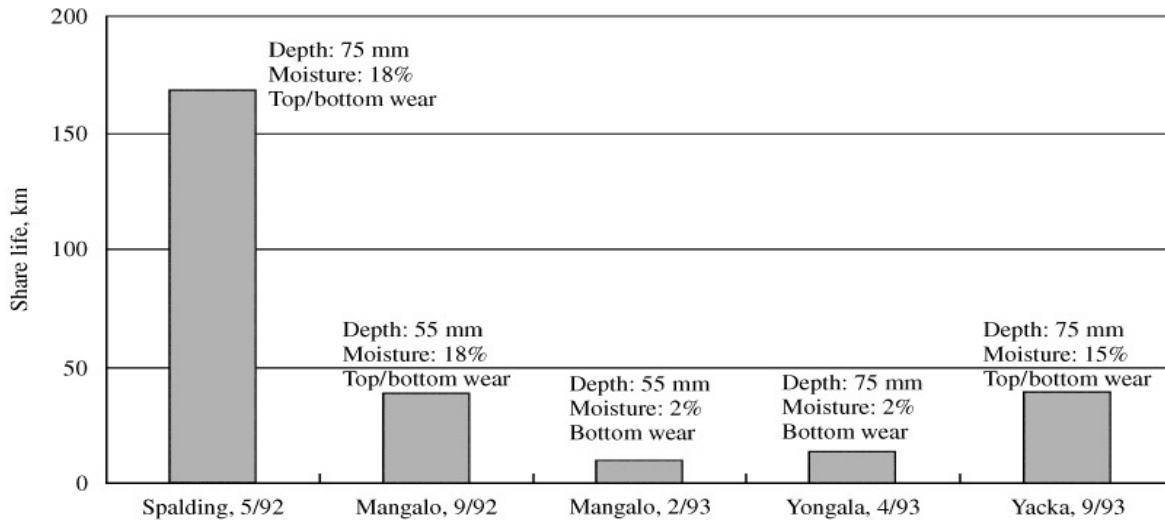 200
Depth: 75 mm
Moisture: 18%
Top/bottom wear
150
Share life, km
100
Depth: 55 mm
Moisture: 18%
Top/bottom wear
Depth: 75 mm
Moisture: 15%
Top/bottom wear
50
Depth: 55 mm
Moisture: 2%
Bottom wear
Depth: 75 mm
Moisture: 2%
Bottom wear
0
Spalding, 5/92
Mangalo, 9/92
Mangalo, 2/93
Yongala, 4/93
Yacka, 9/93